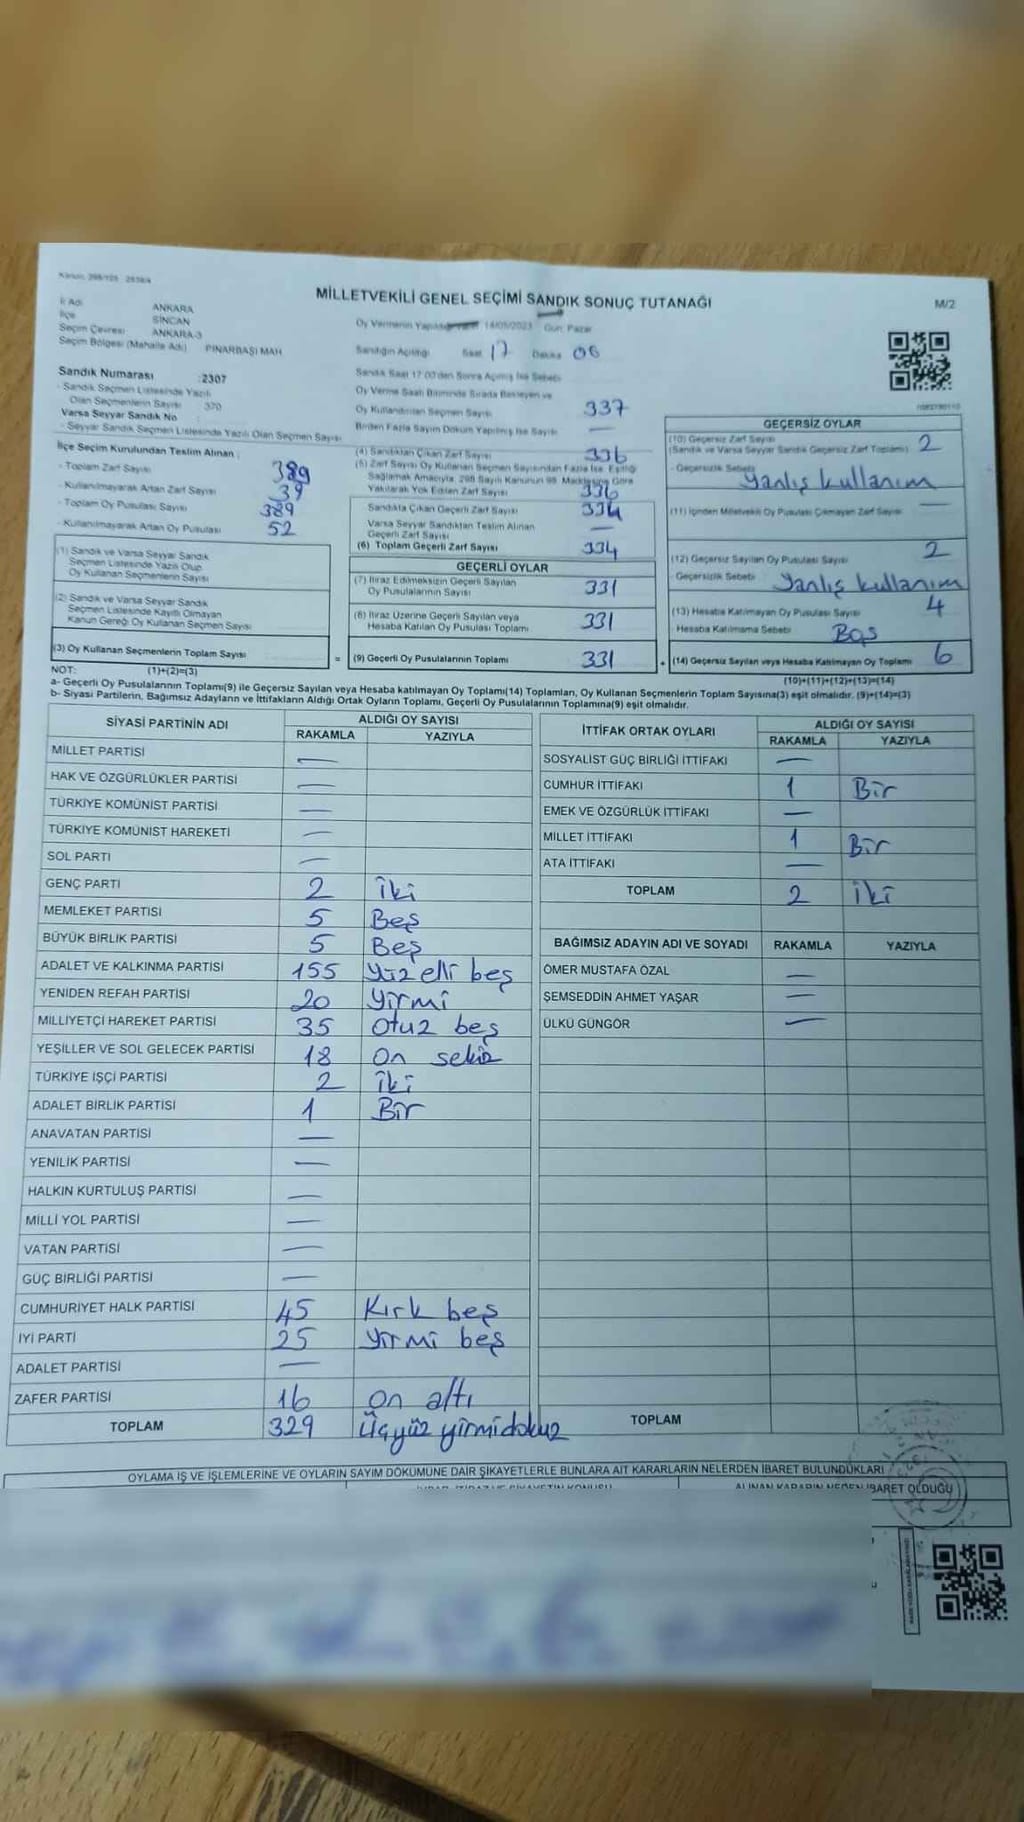 MİLLETVEKİLİ GENEL SEÇİMİ SANDIK SONUÇ TUTANAĞI
M/2
İl Adı ANKARA
İlçe SİNCAN
Seçim Çevresi ANKARA-3
Seçim Bölgesi (Mahalle Adı) PINARBAŞI MAH
Oy Vermenin Yapıldığı 14/05/2023 Gün: Pazar
Sandığın Açıldığı Saat 17 Dakika 06
Sandık Saat 17:00'den Sonra Açılmış İse Sebebi
Oy Verme Saati Bitiminde Sırada Bekleyen ve
Oy Kullandırılan Seçmen Sayısı 337
Birden Fazla Sayım Döküm Yapılmış İse Sayısı —
Sandık Numarası :2307
- Sandık Seçmen Listesinde Yazılı
Olan Seçmenlerin Sayısı : 370
Varsa Seyyar Sandık No
- Seyyar Sandık Seçmen Listesinde Yazılı Olan Seçmen Sayısı
İlçe Seçim Kurulundan Teslim Alınan :
- Toplam Zarf Sayısı 389
- Kullanılmayarak Artan Zarf Sayısı 39
- Toplam Oy Pusulası Sayısı 389
- Kullanılmayarak Artan Oy Pusulası 52
(1) Sandık ve Varsa Seyyar Sandık
Seçmen Listesinde Yazılı Olup
Oy Kullanan Seçmenlerin Sayısı
(2) Sandık ve Varsa Seyyar Sandık
Seçmen Listesinde Kayıtlı Olmayan
Kanun Gereği Oy Kullanan Seçmen Sayısı
(3) Oy Kullanan Seçmenlerin Toplam Sayısı =
(4) Sandıktan Çıkan Zarf Sayısı 336
(5) Zarf Sayısı Oy Kullanan Seçmen Sayısından Fazla İse, Eşitliği
Sağlamak Amacıyla, 298 Sayılı Kanunun 98. Maddesine Göre
Yakılarak Yok Edilen Zarf Sayısı 336
Sandıkta Çıkan Geçerli Zarf Sayısı 334
Varsa Seyyar Sandıktan Teslim Alınan
Geçerli Zarf Sayısı —
(6) Toplam Geçerli Zarf Sayısı 334
GEÇERLİ OYLAR
(7) İtiraz Edilmeksizin Geçerli Sayılan
Oy Pusulalarının Sayısı 331
(8) İtiraz Üzerine Geçerli Sayılan veya
Hesaba Katılan Oy Pusulası Toplamı 331
(9) Geçerli Oy Pusulalarının Toplamı 331 +
GEÇERSİZ OYLAR
(10) Geçersiz Zarf Sayısı
(Sandık ve Varsa Seyyar Sandık Geçersiz Zarf Toplamı) 2
- Geçersizlik Sebebi Yanlış kullanım
(11) İçinden Milletvekili Oy Pusulası Çıkmayan Zarf Sayısı —
(12) Geçersiz Sayılan Oy Pusulası Sayısı 2
- Geçersizlik Sebebi Yanlış kullanım
(13) Hesaba Katılmayan Oy Pusulası Sayısı 4
- Hesaba Katılmama Sebebi Boş
(14) Geçersiz Sayılan veya Hesaba Katılmayan Oy Toplamı 6
NOT: (1)+(2)=(3) (10)+(11)+(12)+(13)=(14)
a- Geçerli Oy Pusulalarının Toplamı(9) ile Geçersiz Sayılan veya Hesaba katılmayan Oy Toplamı(14) Toplamları, Oy Kullanan Seçmenlerin Toplam Sayısına(3) eşit olmalıdır. (9)+(14)=(3)
b- Siyasi Partilerin, Bağımsız Adayların ve İttifakların Aldığı Ortak Oyların Toplamı, Geçerli Oy Pusulalarının Toplamına(9) eşit olmalıdır.
SİYASİ PARTİNİN ADI ALDIĞI OY SAYISI
RAKAMLA YAZIYLA
MİLLET PARTİSİ —
HAK VE ÖZGÜRLÜKLER PARTİSİ —
TÜRKİYE KOMÜNİST PARTİSİ —
TÜRKİYE KOMÜNİST HAREKETİ —
SOL PARTİ —
GENÇ PARTİ 2 iki
MEMLEKET PARTİSİ 5 Beş
BÜYÜK BİRLİK PARTİSİ 5 Beş
ADALET VE KALKINMA PARTİSİ 155 yüz elli beş
YENİDEN REFAH PARTİSİ 20 yirmi
MİLLİYETÇİ HAREKET PARTİSİ 35 otuz beş
YEŞİLLER VE SOL GELECEK PARTİSİ 18 on sekiz
TÜRKİYE İŞÇİ PARTİSİ 2 iki
ADALET BİRLİK PARTİSİ 1 Bir
ANAVATAN PARTİSİ —
YENİLİK PARTİSİ —
HALKIN KURTULUŞ PARTİSİ —
MİLLİ YOL PARTİSİ —
VATAN PARTİSİ —
GÜÇ BİRLİĞİ PARTİSİ —
CUMHURİYET HALK PARTİSİ 45 Kırk beş
İYİ PARTİ 25 yirmi beş
ADALET PARTİSİ —
ZAFER PARTİSİ 16 on altı
TOPLAM 329 Üçyüz yirmidokuz
İTTİFAK ORTAK OYLARI ALDIĞI OY SAYISI
RAKAMLA YAZIYLA
SOSYALİST GÜÇ BİRLİĞİ İTTİFAKI —
CUMHUR İTTİFAKI 1 Bir
EMEK VE ÖZGÜRLÜK İTTİFAKI —
MİLLET İTTİFAKI 1 Bir
ATA İTTİFAKI —
TOPLAM 2 iki
BAĞIMSIZ ADAYIN ADI VE SOYADI RAKAMLA YAZIYLA
ÖMER MUSTAFA ÖZAL —
ŞEMSEDDİN AHMET YAŞAR —
ÜLKÜ GÜNGÖR —
TOPLAM
OYLAMA İŞ VE İŞLEMLERİNE VE OYLARIN SAYIM DÖKÜMÜNE DAİR ŞİKAYETLERLE BUNLARA AİT KARARLARIN NELERDEN İBARET BULUNDUKLARI
ALINAN KARARIN NEDEN İBARET OLDUĞU